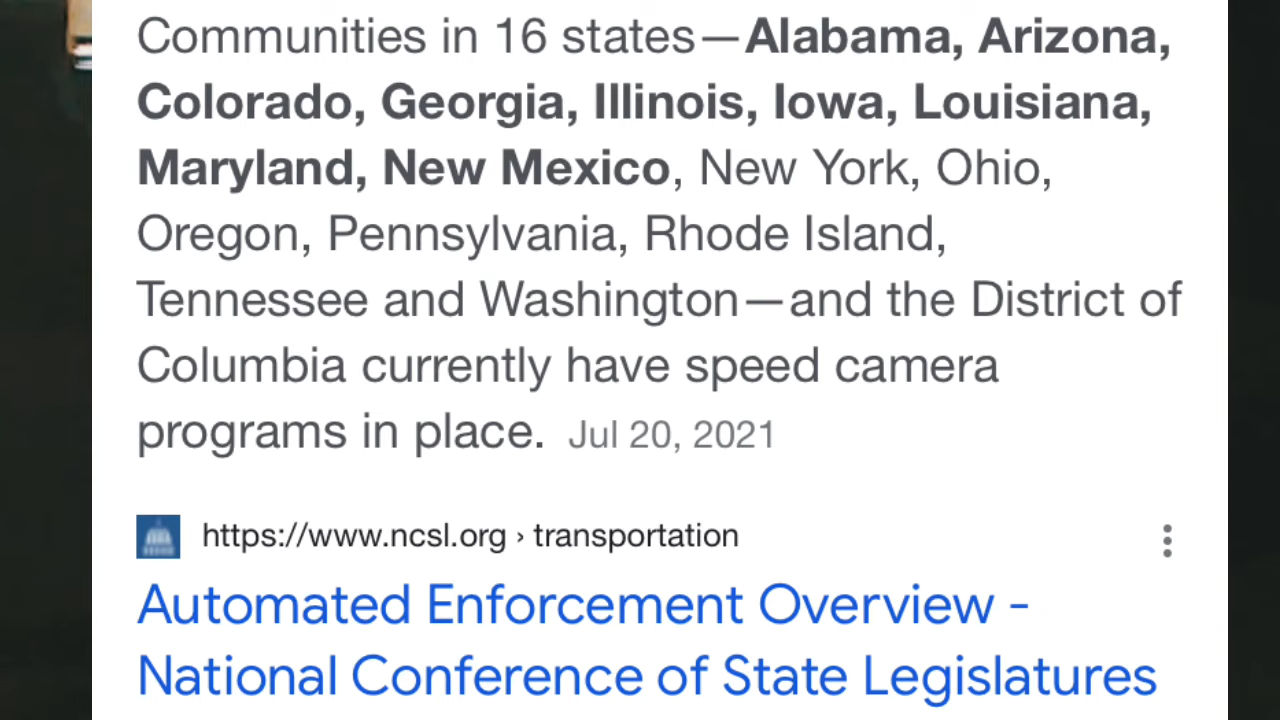 Communities in 16 states—Alabama, Arizona,
Colorado, Georgia, Illinois, Iowa, Louisiana,
Maryland, New Mexico, New York, Ohio,
Oregon, Pennsylvania, Rhode Island,
Tennessee and Washington—and the District of
Columbia currently have speed camera
programs in place. Jul 20, 2021
https://www.ncsl.org › transportation
Automated Enforcement Overview -
National Conference of State Legislatures